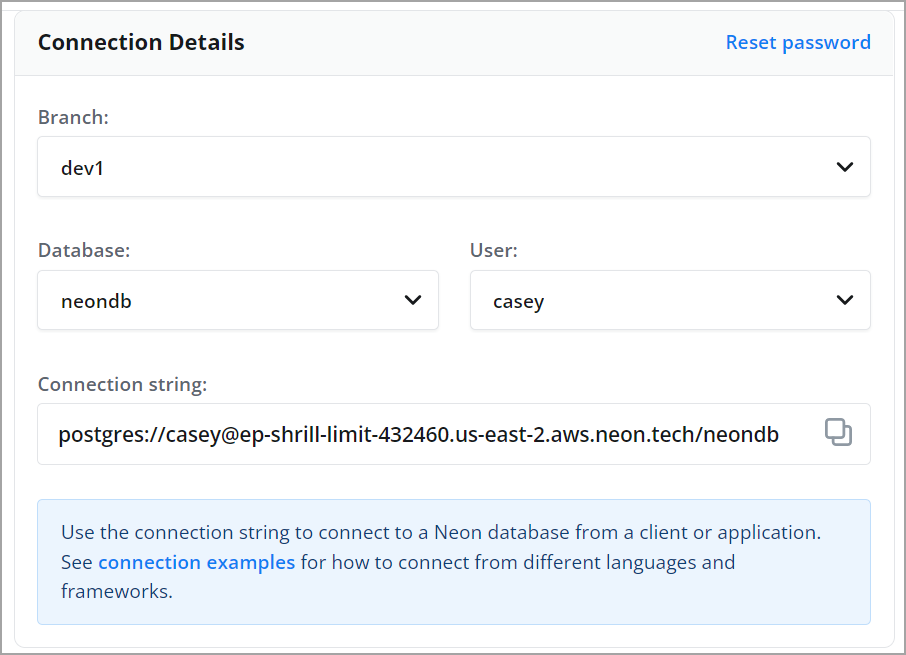 Connection Details
Reset password
Branch:
dev1
Database:
User:
neondb
casey
Connection string:
postgres://casey@ep-shrill-limit-432460.us-east-2.aws.neon.tech/neondb
Use the connection string to connect to a Neon database from a client or application.
See connection examples for how to connect from different languages and
frameworks.